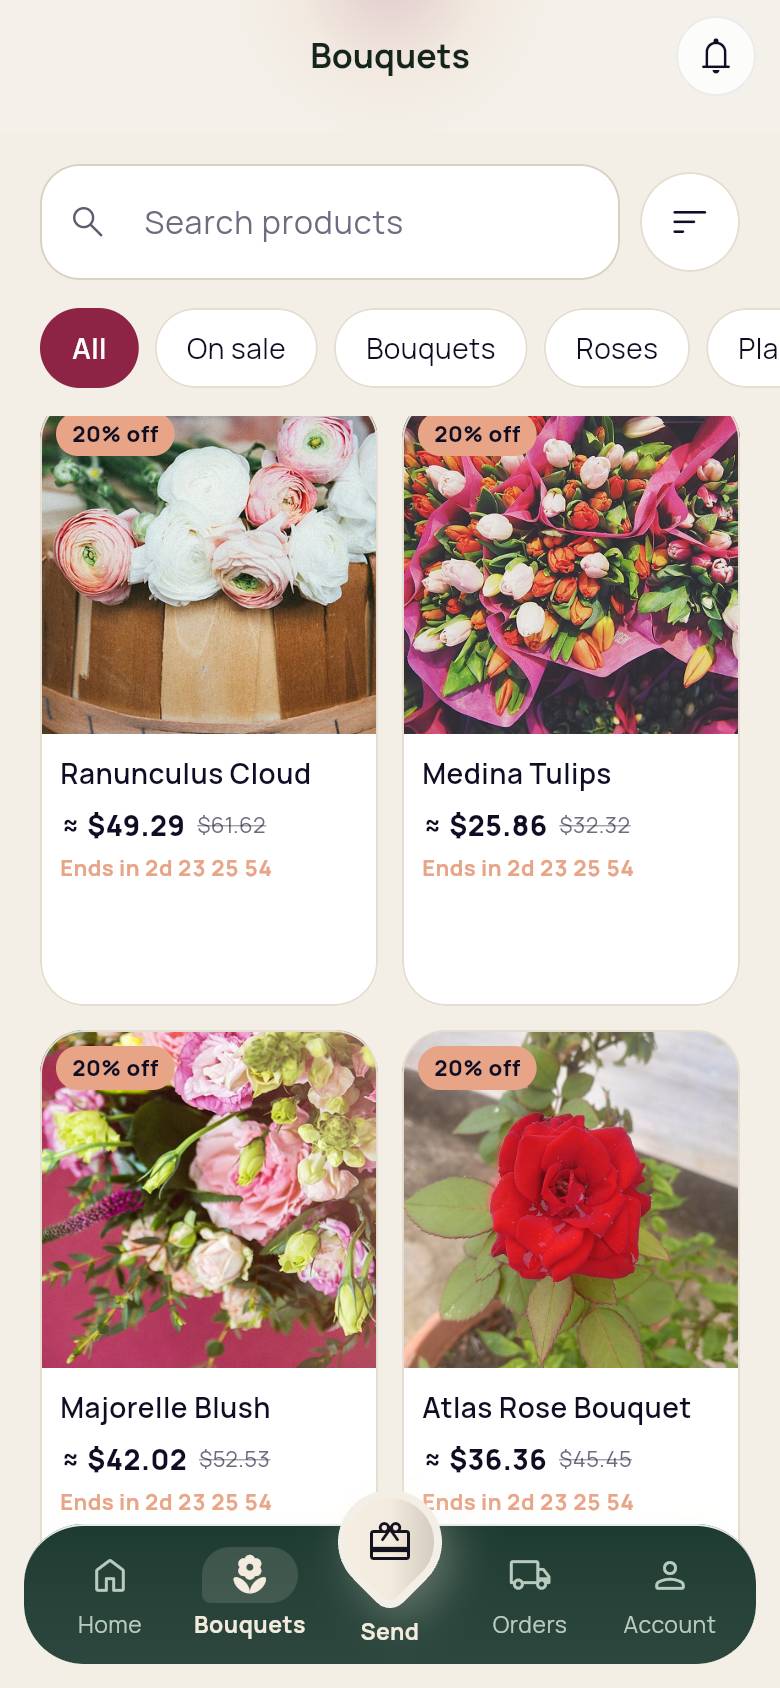 Bouquets
Search products
All
On sale
Bouquets
Roses
Pla
20% off
20% off
Ranunculus Cloud
Medina Tulips
≈ $49.29 $61.62
≈ $25.86 $32.32
Ends in 2d 23 25 54
Ends in 2d 23 25 54
20% off
20% off
Majorelle Blush
Atlas Rose Bouquet
≈ $42.02 $52.53
≈ $36.36 $45.45
Ends in 2d 23 25 54
Ends in 2d 23 25 54
Home
Bouquets
Send
Orders
Account